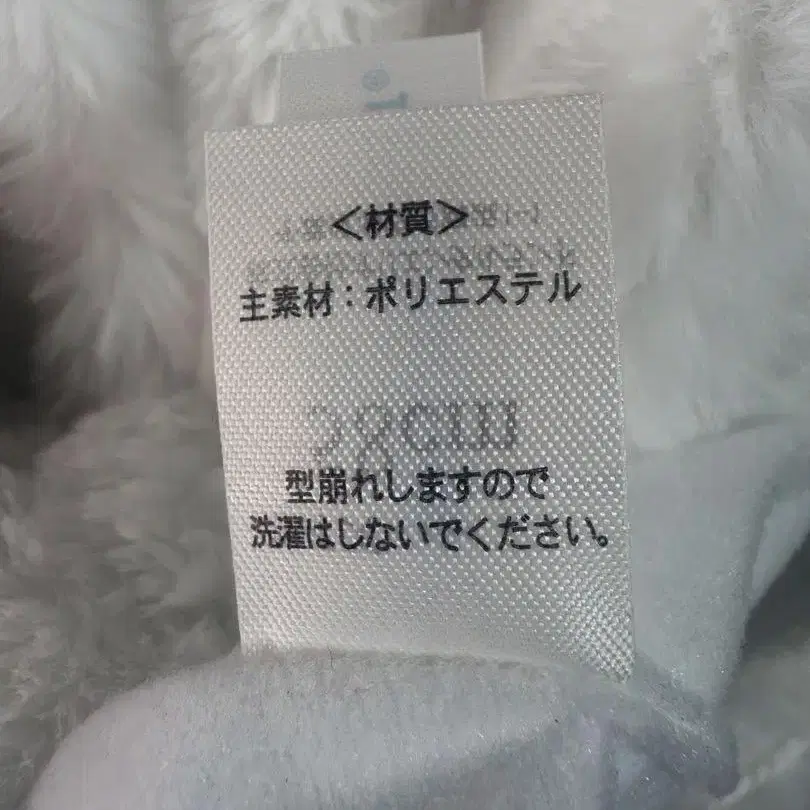 <材質>
主素材：ポリエステル
型崩れしますので
洗濯はしないでください。